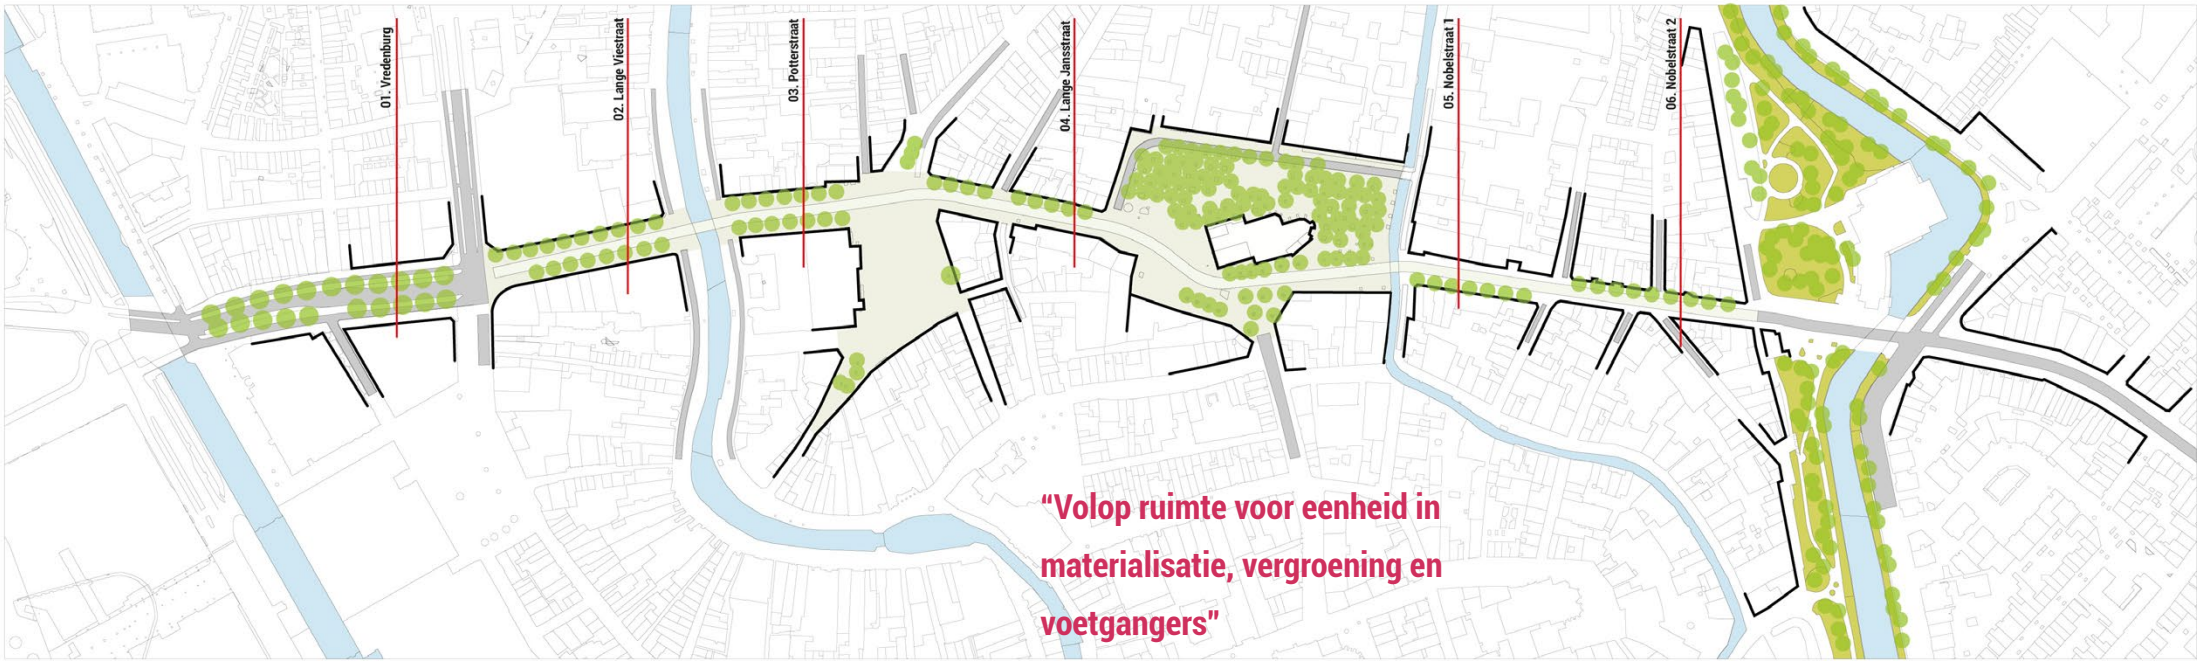 01. Vredenburg
02. Lange Viestraat
03. Potterstraat
04. Lange Jansstraat
05. Nobelstraat 1
06. Nobelstraat 2
“Volop ruimte voor eenheid in
materialisatie, vergroening en
voetgangers”